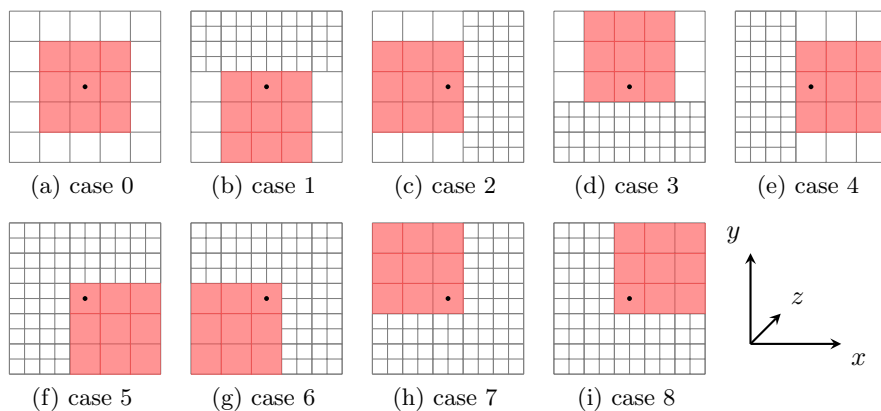 (a) case 0 (b) case 1 (c) case 2 (d) case 3 (e) case 4
y
z
x
(f) case 5 (g) case 6 (h) case 7 (i) case 8